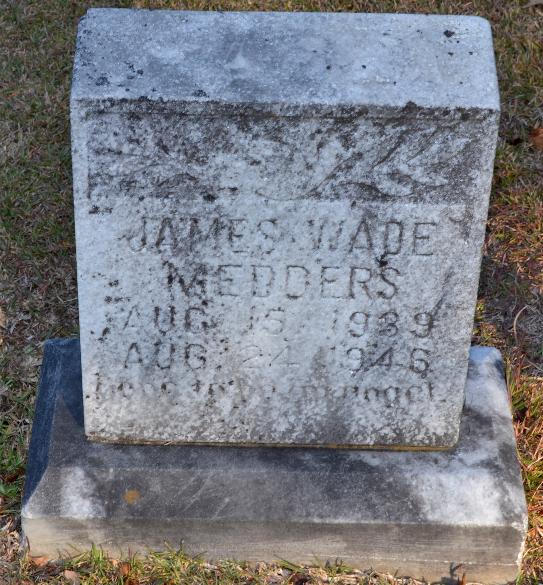 JAMES WADE
MEDDERS
AUG. 15, 1939
AUG. 24, 1946